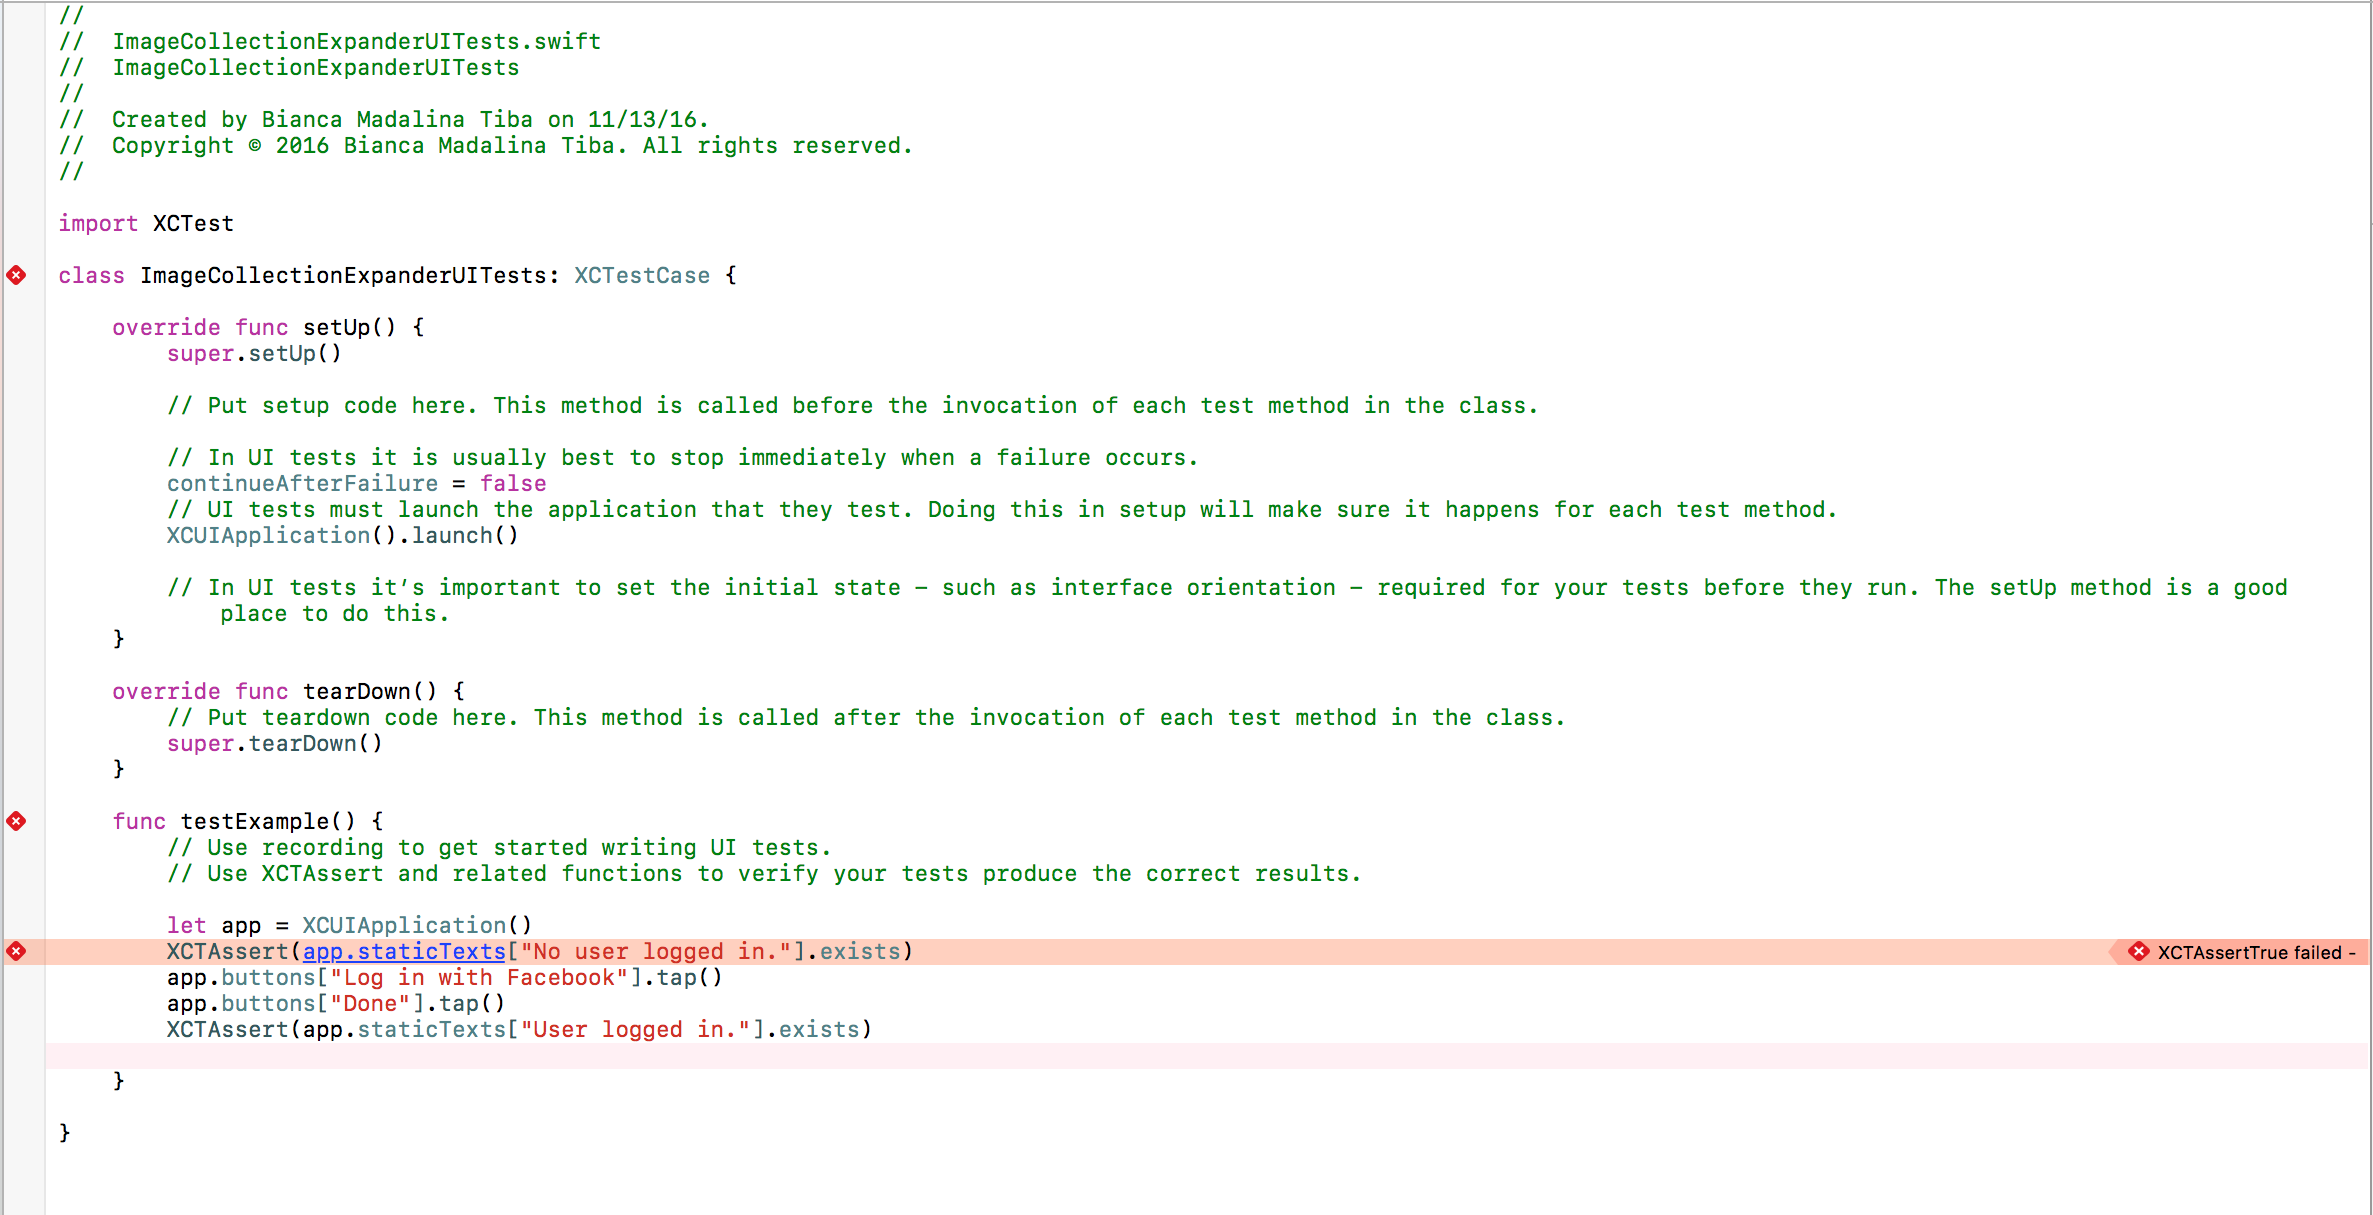 //
//  ImageCollectionExpanderUITests.swift
//  ImageCollectionExpanderUITests
//
//  Created by Bianca Madalina Tiba on 11/13/16.
//  Copyright © 2016 Bianca Madalina Tiba. All rights reserved.
//
import XCTest
class ImageCollectionExpanderUITests: XCTestCase {
    override func setUp() {
        super.setUp()
        // Put setup code here. This method is called before the invocation of each test method in the class.
        // In UI tests it is usually best to stop immediately when a failure occurs.
        continueAfterFailure = false
        // UI tests must launch the application that they test. Doing this in setup will make sure it happens for each test method.
        XCUIApplication().launch()
        // In UI tests it’s important to set the initial state – such as interface orientation – required for your tests before they run. The setUp method is a good
            place to do this.
    }
    override func tearDown() {
        // Put teardown code here. This method is called after the invocation of each test method in the class.
        super.tearDown()
    }
    func testExample() {
        // Use recording to get started writing UI tests.
        // Use XCTAssert and related functions to verify your tests produce the correct results.
        let app = XCUIApplication()
        XCTAssert(app.staticTexts["No user logged in."].exists) XCTAssertTrue failed -
        app.buttons["Log in with Facebook"].tap()
        app.buttons["Done"].tap()
        XCTAssert(app.staticTexts["User logged in."].exists)
    }
}